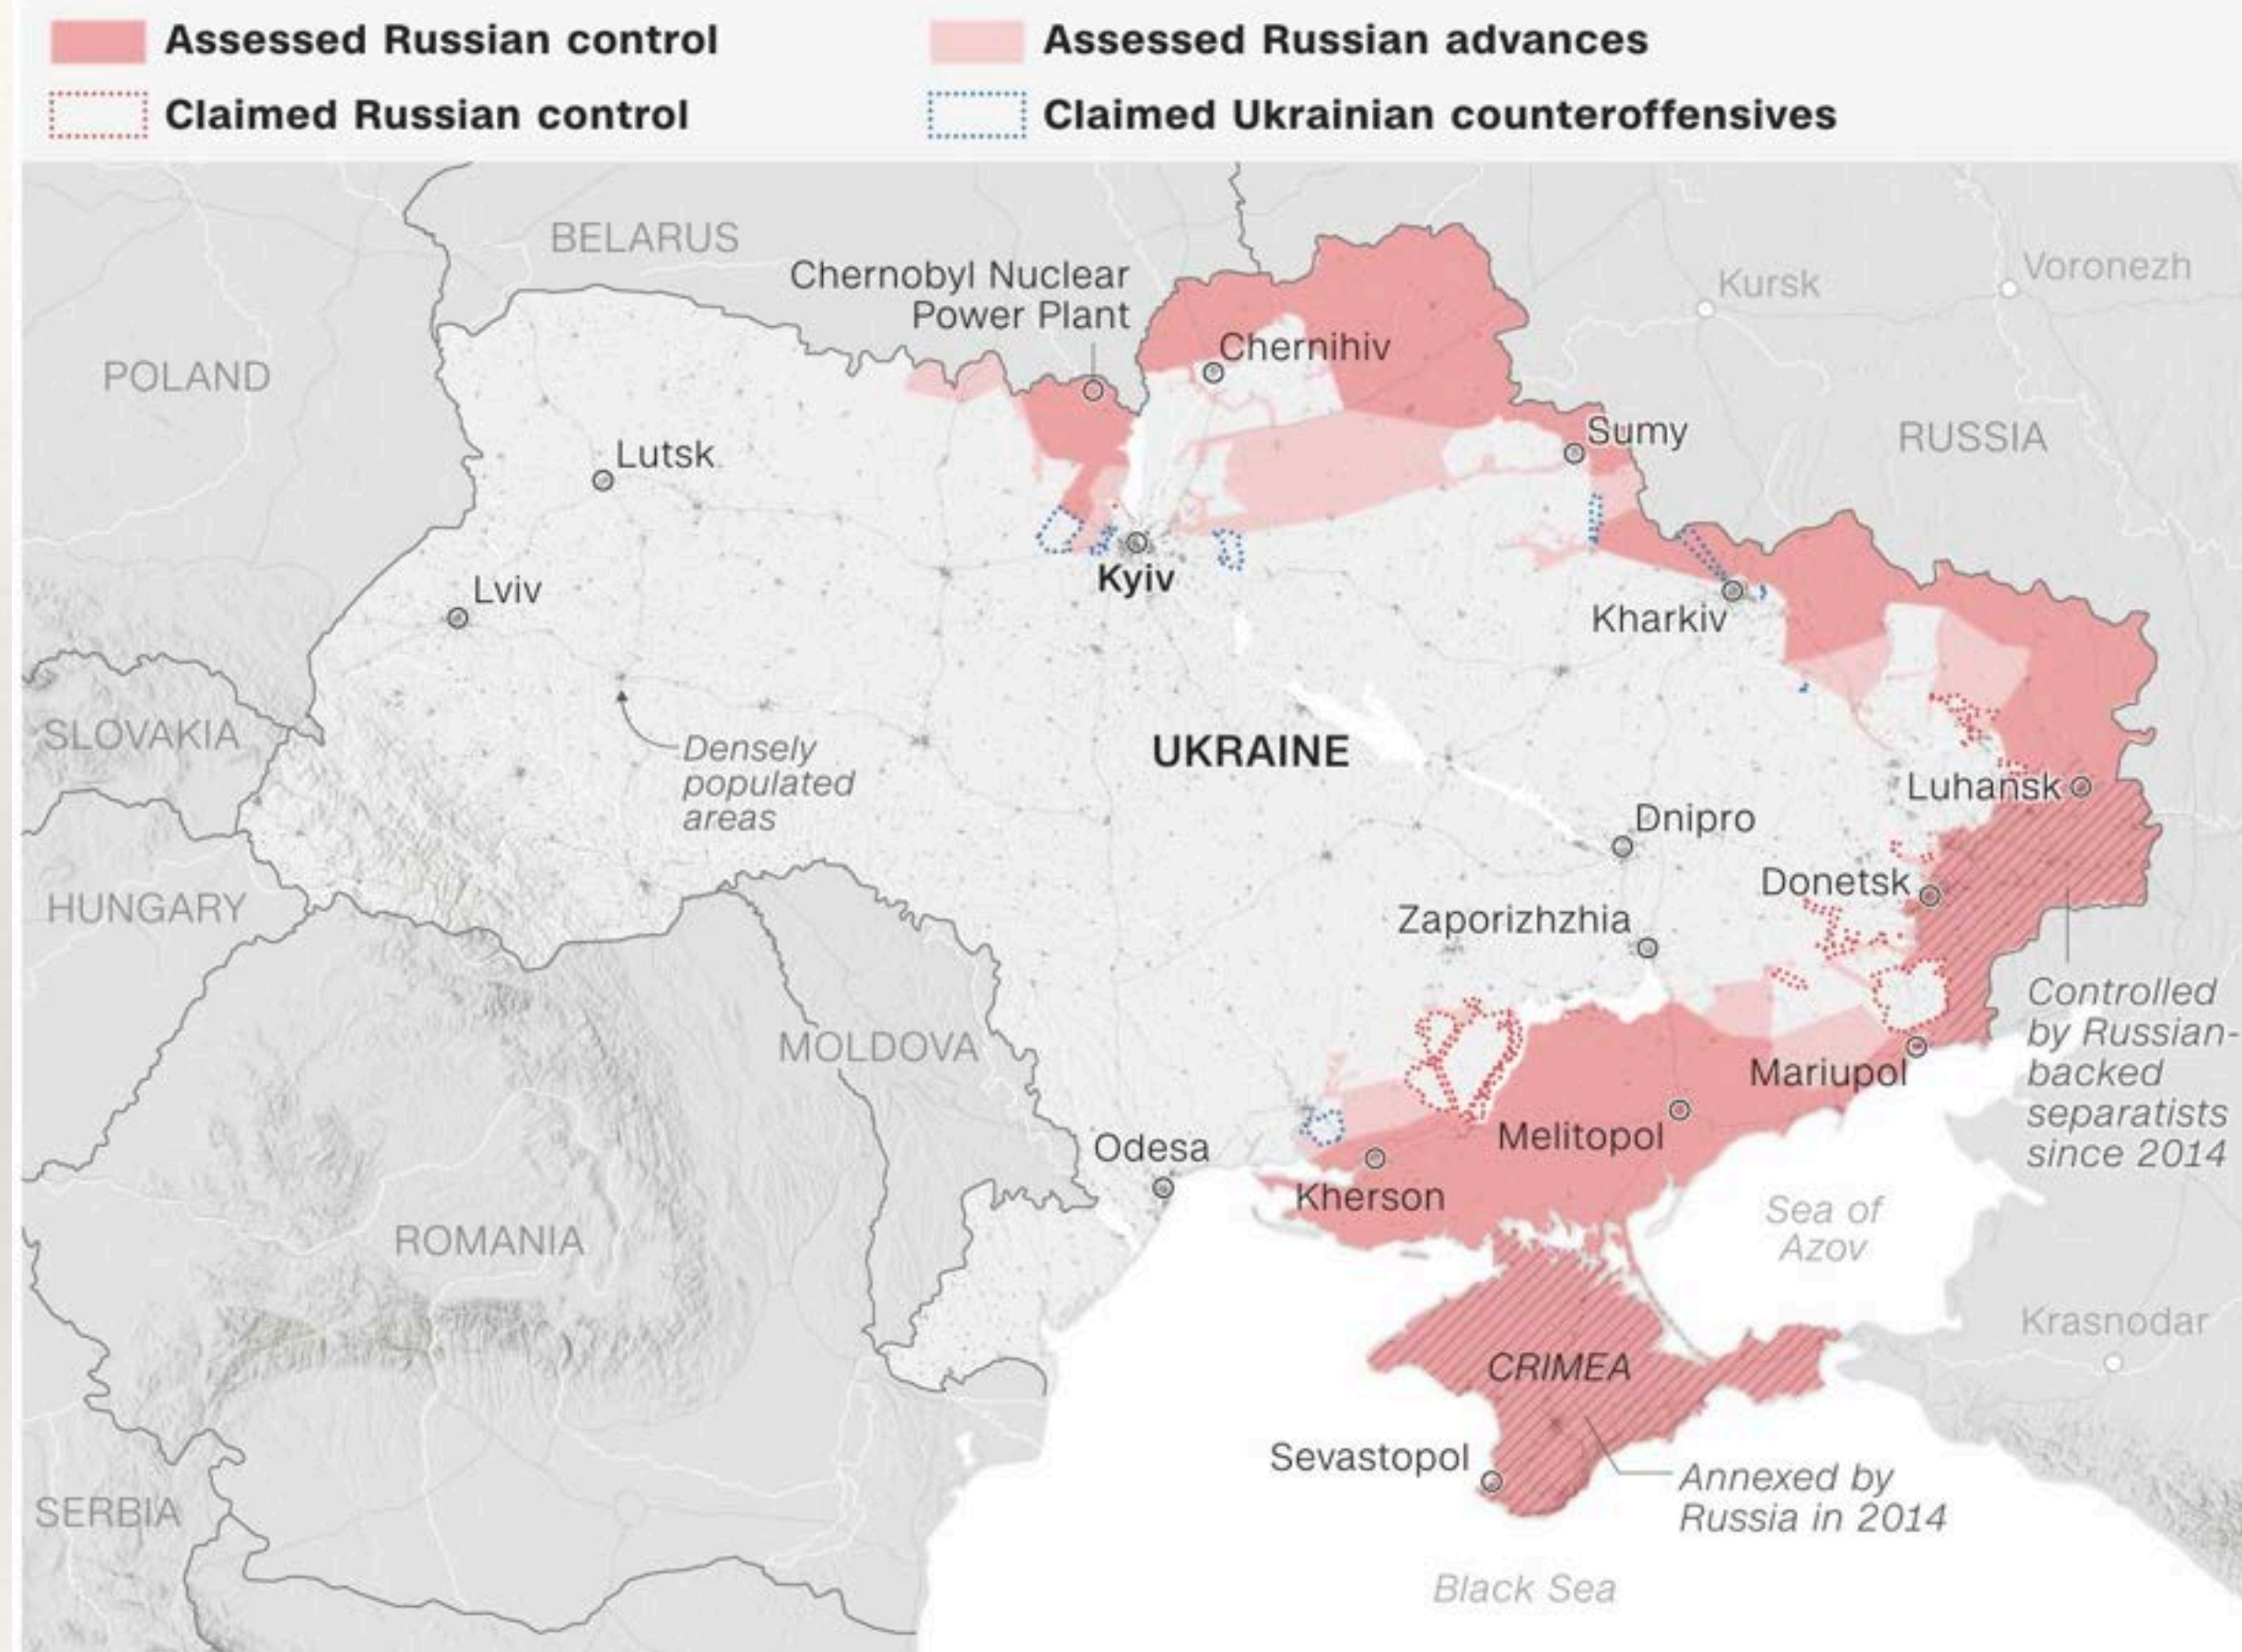 Assessed Russian control
Assessed Russian advances
Claimed Russian control
Claimed Ukrainian counteroffensives
BELARUS
Chernobyl Nuclear
Power Plant
Kursk
Voronezh
POLAND
Chernihiv
Sumy
RUSSIA
Lutsk
Kyiv
Lviv
Kharkiv
SLOVAKIA
Densely
populated
areas
UKRAINE
Luhansk
Dnipro
Donetsk
HUNGARY
Zaporizhzhia
Controlled
by Russian-
backed
separatists
since 2014
MOLDOVA
Mariupol
Melitopol
Odesa
Kherson
Sea of
Azov
ROMANIA
Krasnodar
CRIMEA
Sevastopol
Annexed by
Russia in 2014
SERBIA
Black Sea